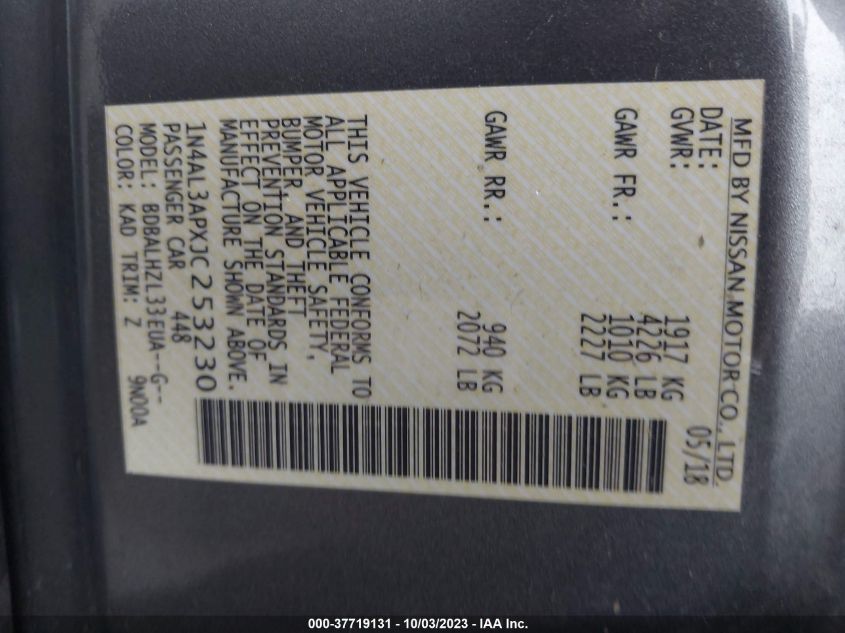 MFD BY NISSAN MOTOR CO., LTD.
DATE: 05/18
GVWR: 1917 KG
4226 LB
GAWR FR.: 1010 KG
2227 LB
GAWR RR.: 940 KG
2072 LB
THIS VEHICLE CONFORMS TO
ALL APPLICABLE FEDERAL
MOTOR VEHICLE SAFETY,
BUMPER AND THEFT
PREVENTION STANDARDS IN
EFFECT ON THE DATE OF
MANUFACTURE SHOWN ABOVE.
1N4AL3APXJC253230
PASSENGER CAR 448
MODEL: BDBALHZL33EUA--G--
COLOR: KAD TRIM: Z 9N00A
000-37719131 - 10/03/2023 - IAA Inc.